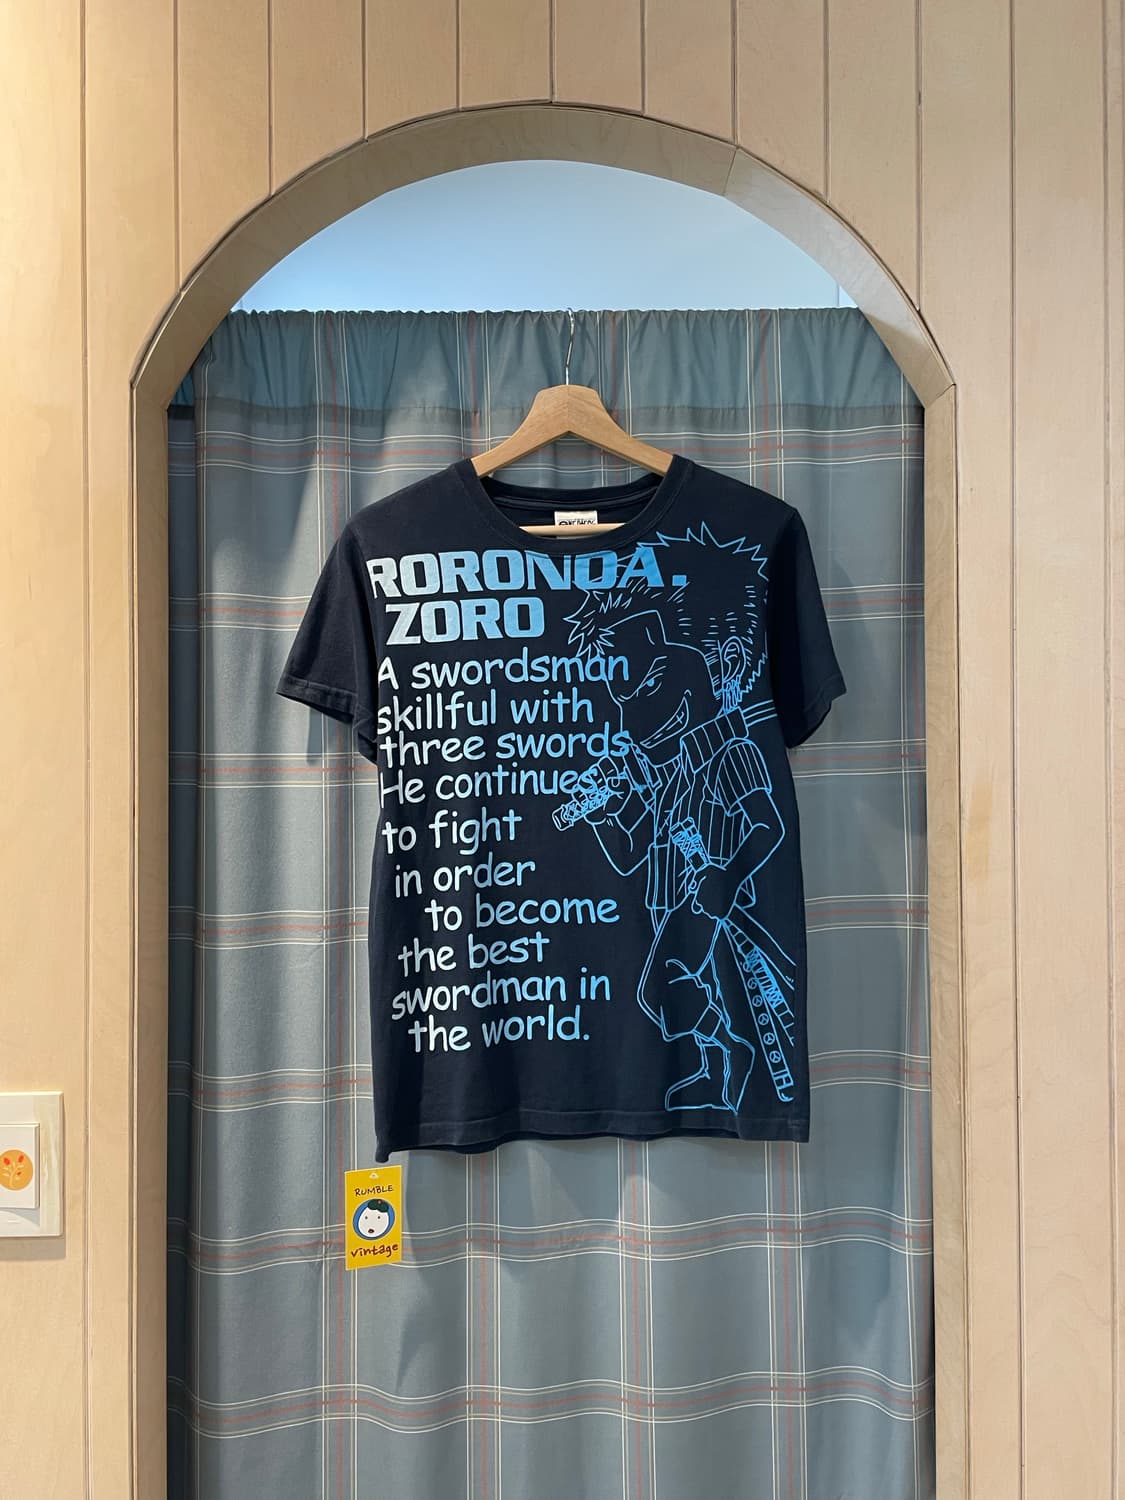 RORONOA.
ZORO
A swordsman
skillful with
three swords
He continues
to fight
in order
to become
the best
swordman in
the world.
RUMBLE
vintage